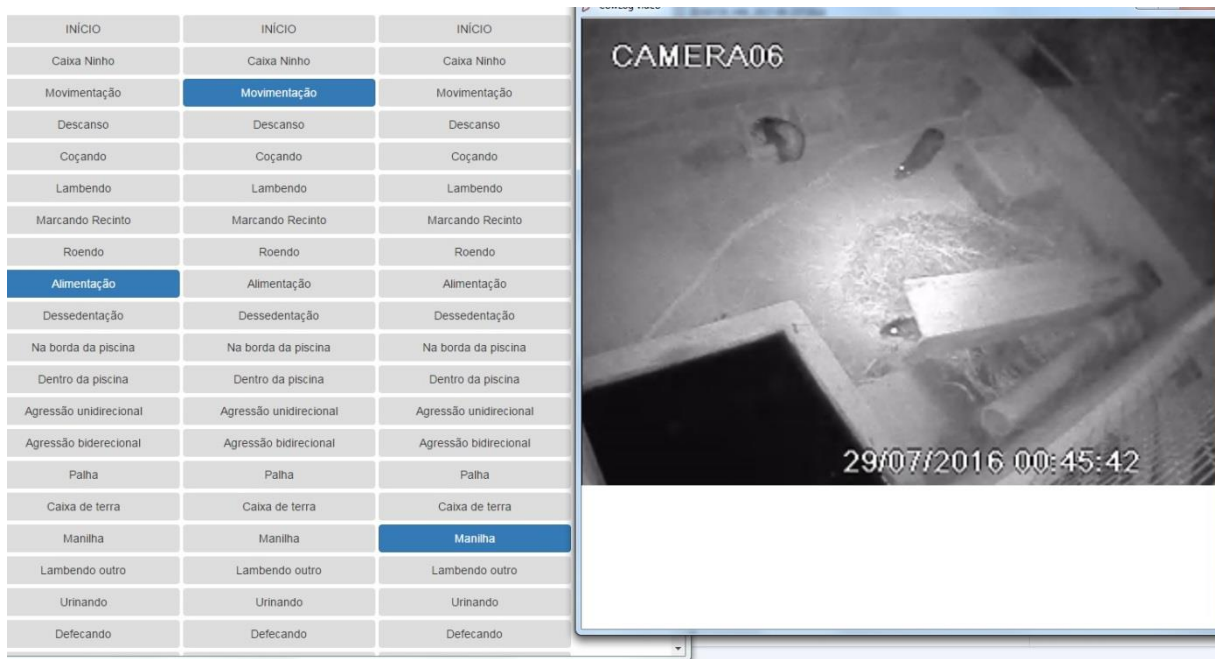 INÍCIO INÍCIO INÍCIO
Caixa Ninho Caixa Ninho Caixa Ninho
Movimentação Movimentação Movimentação
Descanso Descanso Descanso
Coçando Coçando Coçando
Lambendo Lambendo Lambendo
Marcando Recinto Marcando Recinto Marcando Recinto
Roendo Roendo Roendo
Alimentação Alimentação Alimentação
Dessedentação Dessedentação Dessedentação
Na borda da piscina Na borda da piscina Na borda da piscina
Dentro da piscina Dentro da piscina Dentro da piscina
Agressão unidirecional Agressão unidirecional Agressão unidirecional
Agressão biderecional Agressão bidirecional Agressão bidirecional
Palha Palha Palha
Caixa de terra Caixa de terra Caixa de terra
Manilha Manilha Manilha
Lambendo outro Lambendo outro Lambendo outro
Urinando Urinando Urinando
Defecando Defecando Defecando
CAMERA06
29/07/2016 00:45:42